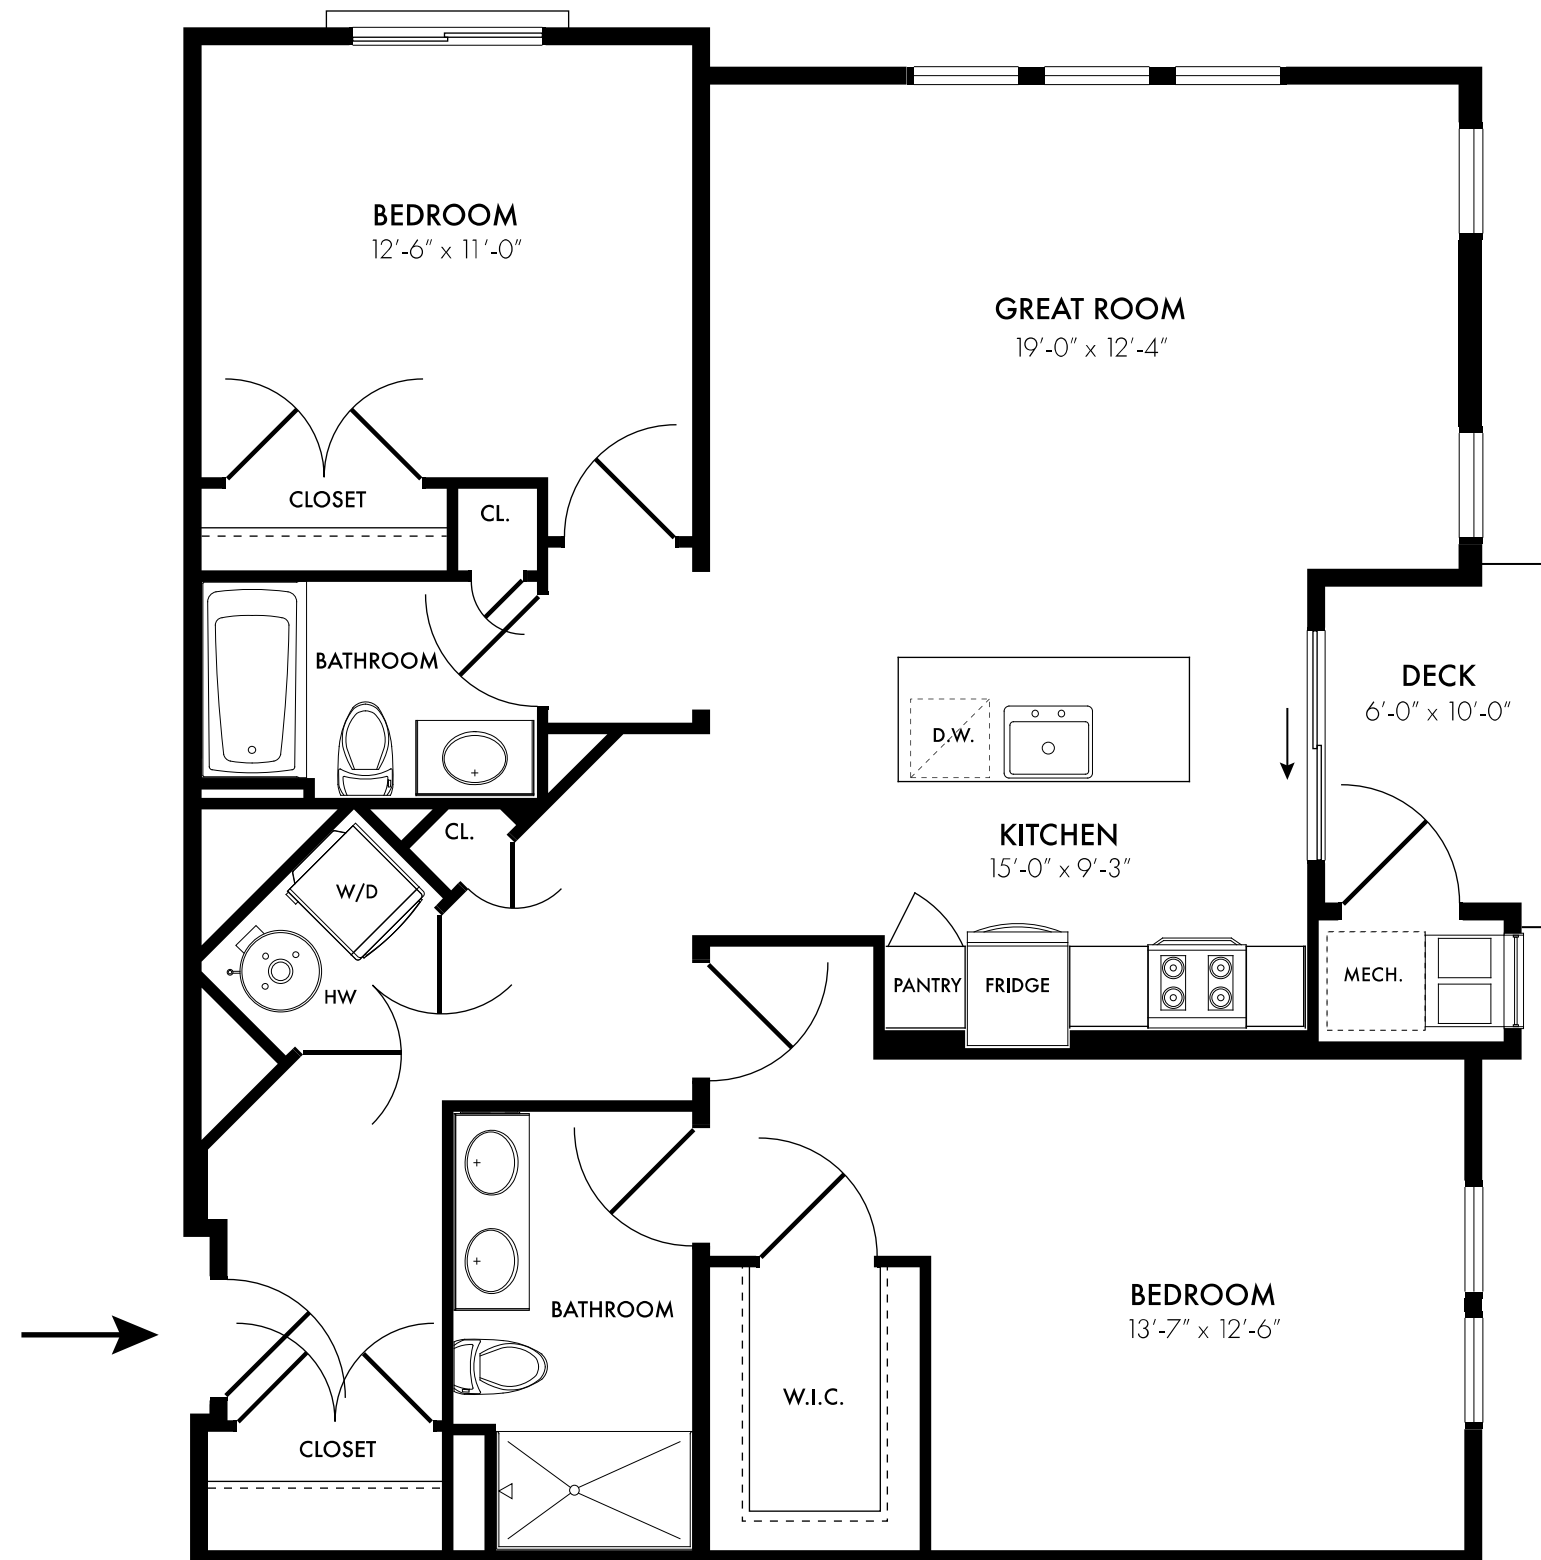 BEDROOM
12'-6" x 11'-0"
GREAT ROOM
19'-0" x 12'-4"
CLOSET
CL.
BATHROOM
DECK
6'-0" x 10'-0"
D.W.
KITCHEN
15'-0" x 9'-3"
CL.
W/D
HW
PANTRY
FRIDGE
MECH.
BEDROOM
13'-7" x 12'-6"
BATHROOM
W.I.C.
CLOSET